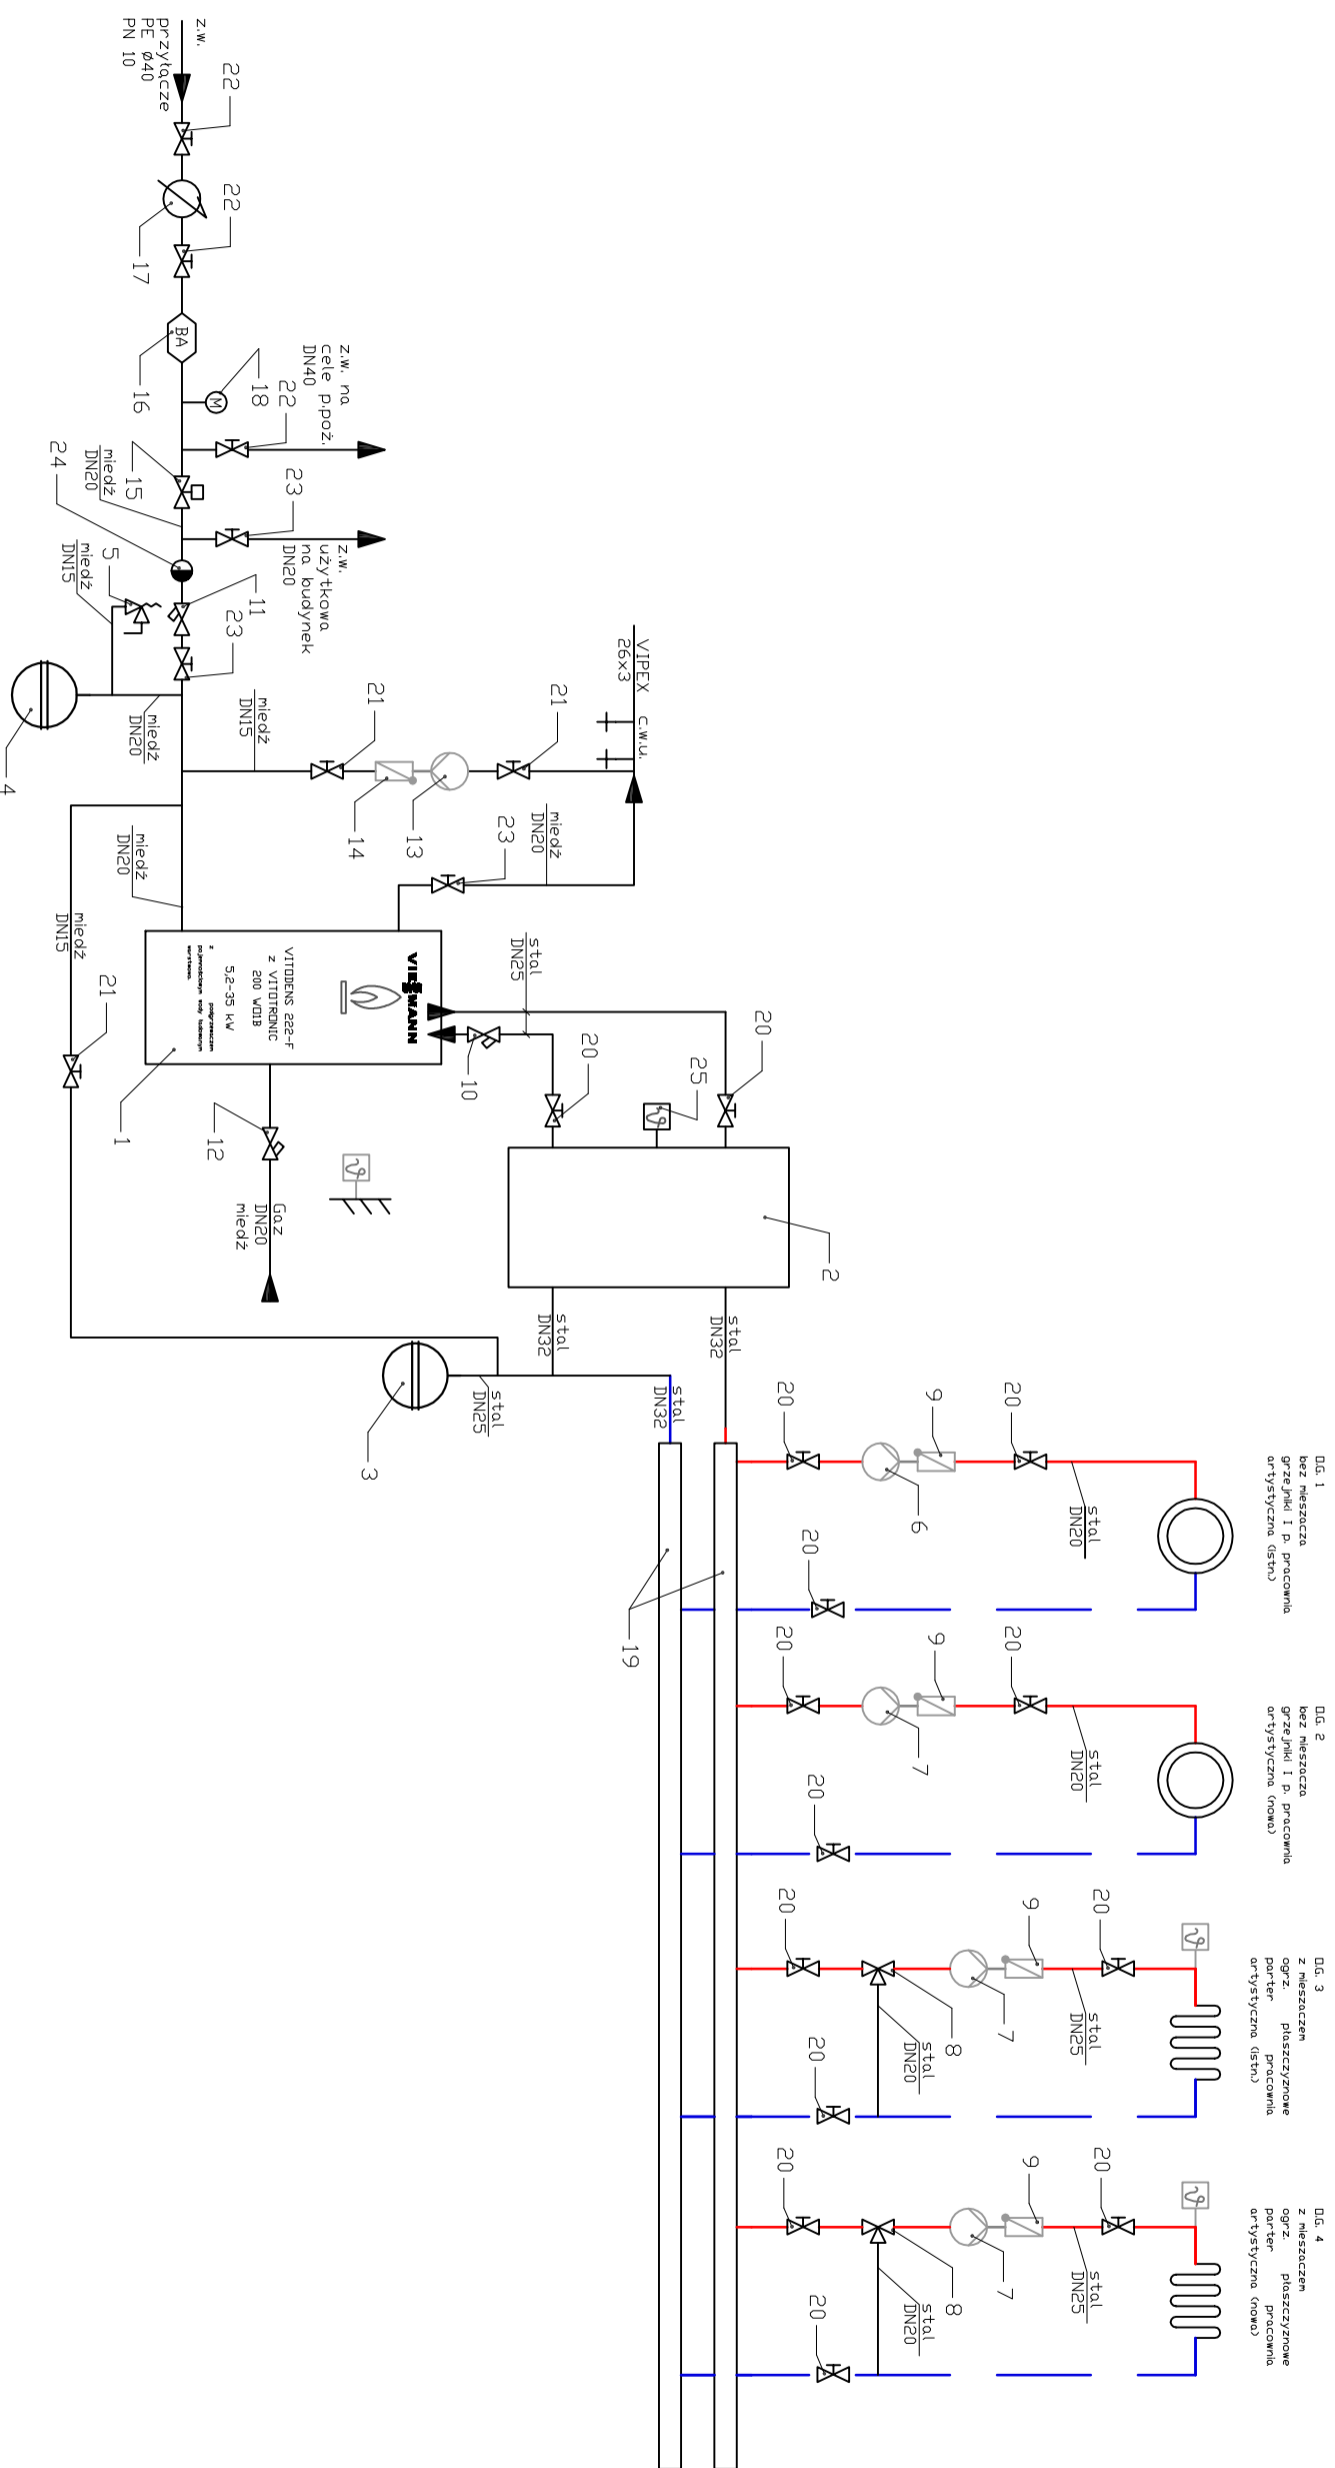 O.G. 1
bez mieszacza
grzejniki I p. pracownia
artystyczna (istn.)
O.G. 2
bez mieszacza
grzejniki I p. pracownia
artystyczna (nowa)
O.G. 3
z mieszaczem
ogrz. płaszczyznowe
parter pracownia
artystyczna (istn.)
O.G. 4
z mieszaczem
ogrz. płaszczyznowe
parter pracownia
artystyczna (nowa)
20
9
20
6
stal
DN20
20
20
9
20
7
stal
DN20
20
20
9
20
7
8
stal
DN25
stal
DN20
20
20
9
20
7
8
stal
DN25
stal
DN20
20
19
stal
DN32
stal
DN32
stal
DN32
stal
DN25
3
2
20
25
20
10
stal
DN25
VIESSMANN
VITODENS 222-F
z VITOTRONIC
200 WO1B
5,2-35 kW
z podgrzewaczem
pojemnościowym wody ładowanym
warstwowo.
1
12
Gaz
DN20
miedź
VIPEX c.w.u.
26x3
21
13
14
21
23
miedź
DN20
miedź
DN15
miedź
DN20
miedź
DN20
miedź
DN15
21
4
5
miedź
DN15
11
23
24
miedź
DN20
15
z.w.
użytkowa
na budynek
DN20
23
z.w. na
cele p.poż.
DN40
22
18
M
16
BA
17
22
22
z.w.
przyłącze
PE Ø40
PN 10